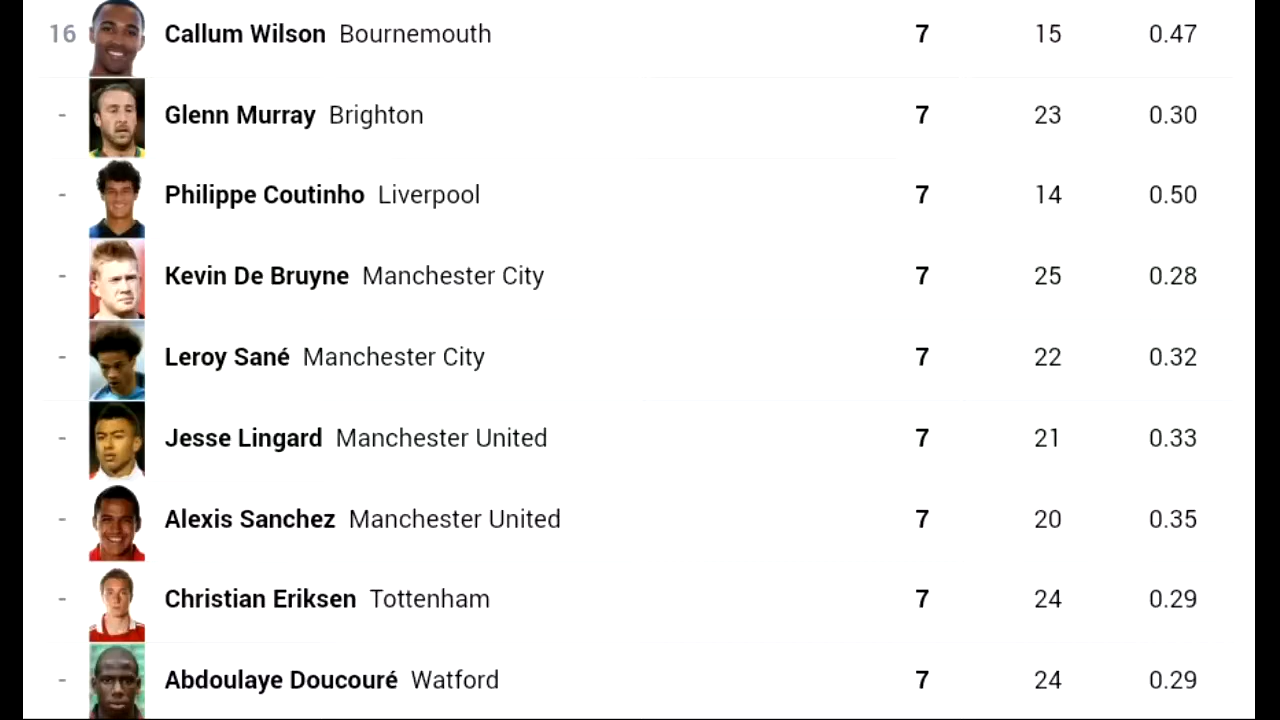 16 Callum Wilson Bournemouth 7 15 0.47
- Glenn Murray Brighton 7 23 0.30
- Philippe Coutinho Liverpool 7 14 0.50
- Kevin De Bruyne Manchester City 7 25 0.28
- Leroy Sané Manchester City 7 22 0.32
- Jesse Lingard Manchester United 7 21 0.33
- Alexis Sanchez Manchester United 7 20 0.35
- Christian Eriksen Tottenham 7 24 0.29
- Abdoulaye Doucouré Watford 7 24 0.29